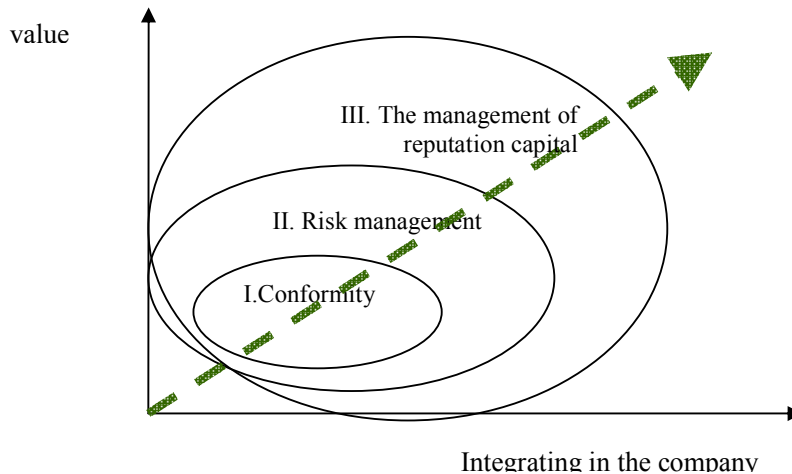 value
III. The management of
reputation capital
II. Risk management
I.Conformity
Integrating in the company